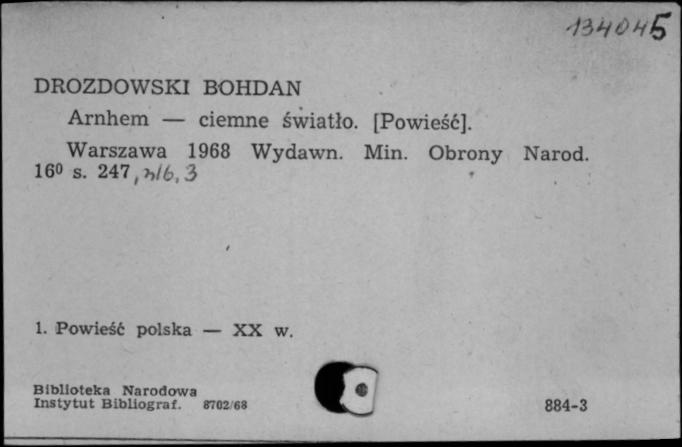 134045
DROZDOWSKI BOHDAN
Arnhem — ciemne światło. [Powieść].
Warszawa 1968 Wydawn. Min. Obrony Narod.
16⁰ s. 247, nlb, 3
1. Powieść polska — XX w.
Biblioteka Narodowa
Instytut Bibliograf. 8702/68
884-3